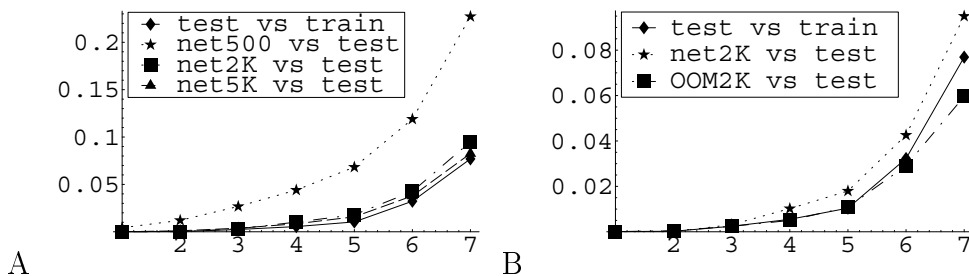 test vs train
net500 vs test
net2K vs test
net5K vs test
0.2
0.15
0.1
0.05
2 3 4 5 6 7
A
test vs train
net2K vs test
OOM2K vs test
0.08
0.06
0.04
0.02
2 3 4 5 6 7
B